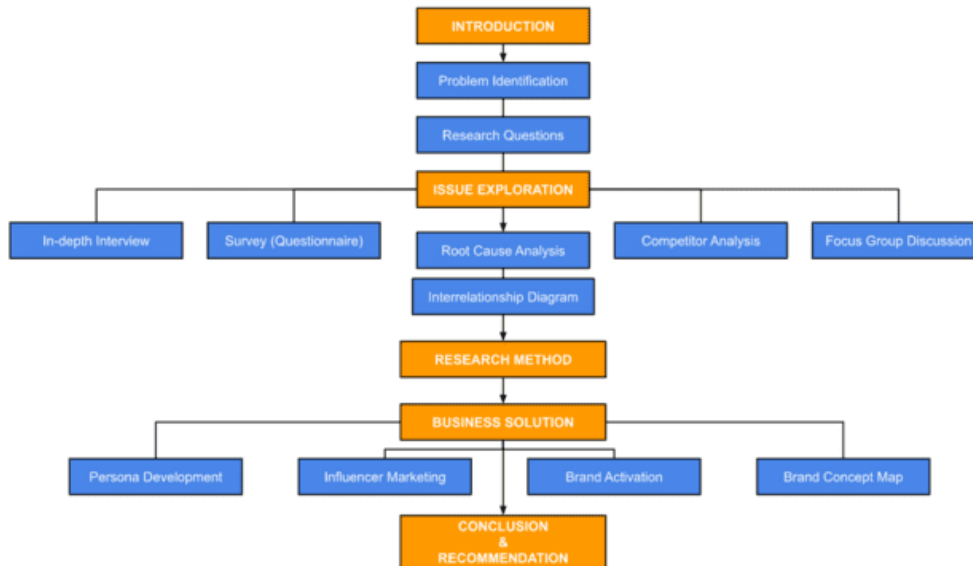 INTRODUCTION
Problem Identification
Research Questions
ISSUE EXPLORATION
In-depth Interview
Survey (Questionnaire)
Root Cause Analysis
Competitor Analysis
Focus Group Discussion
Interrelationship Diagram
RESEARCH METHOD
BUSINESS SOLUTION
Persona Development
Influencer Marketing
Brand Activation
Brand Concept Map
CONCLUSION
&
RECOMMENDATION